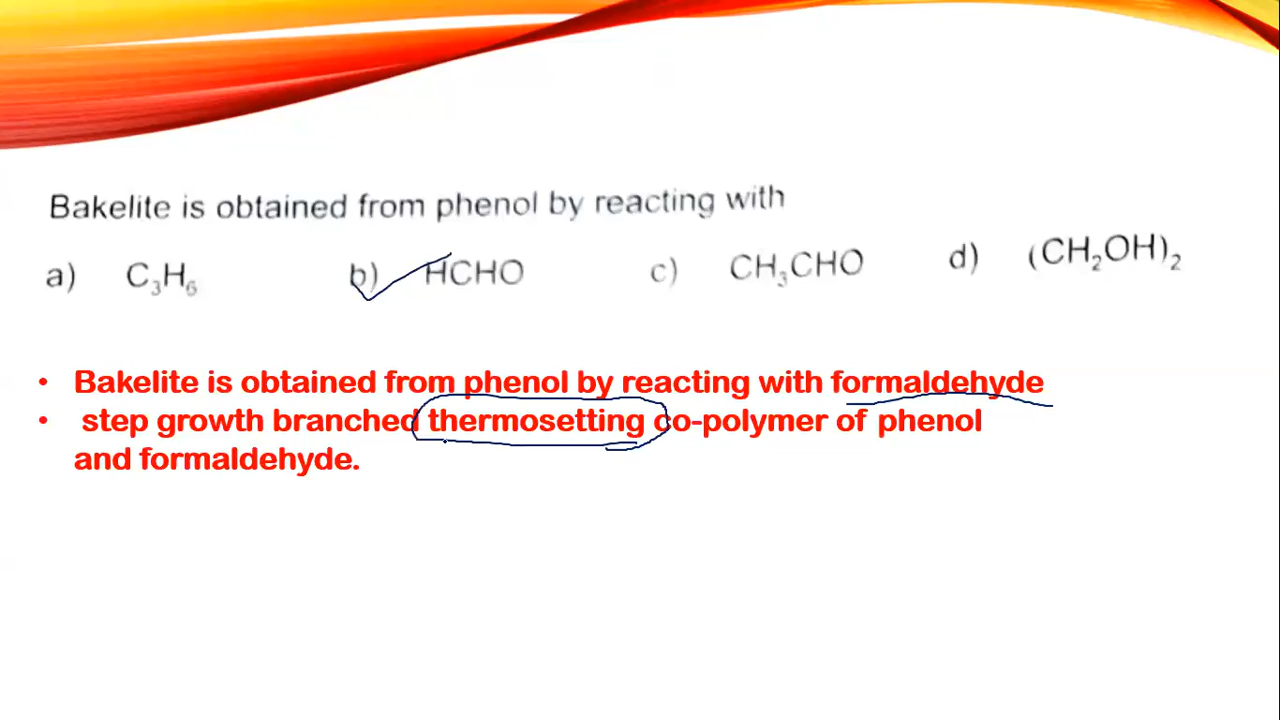 Bakelite is obtained from phenol by reacting with
a) C₃H₆ b) HCHO c) CH₃CHO d) (CH₂OH)₂
• Bakelite is obtained from phenol by reacting with formaldehyde
• step growth branched thermosetting co-polymer of phenol
and formaldehyde.